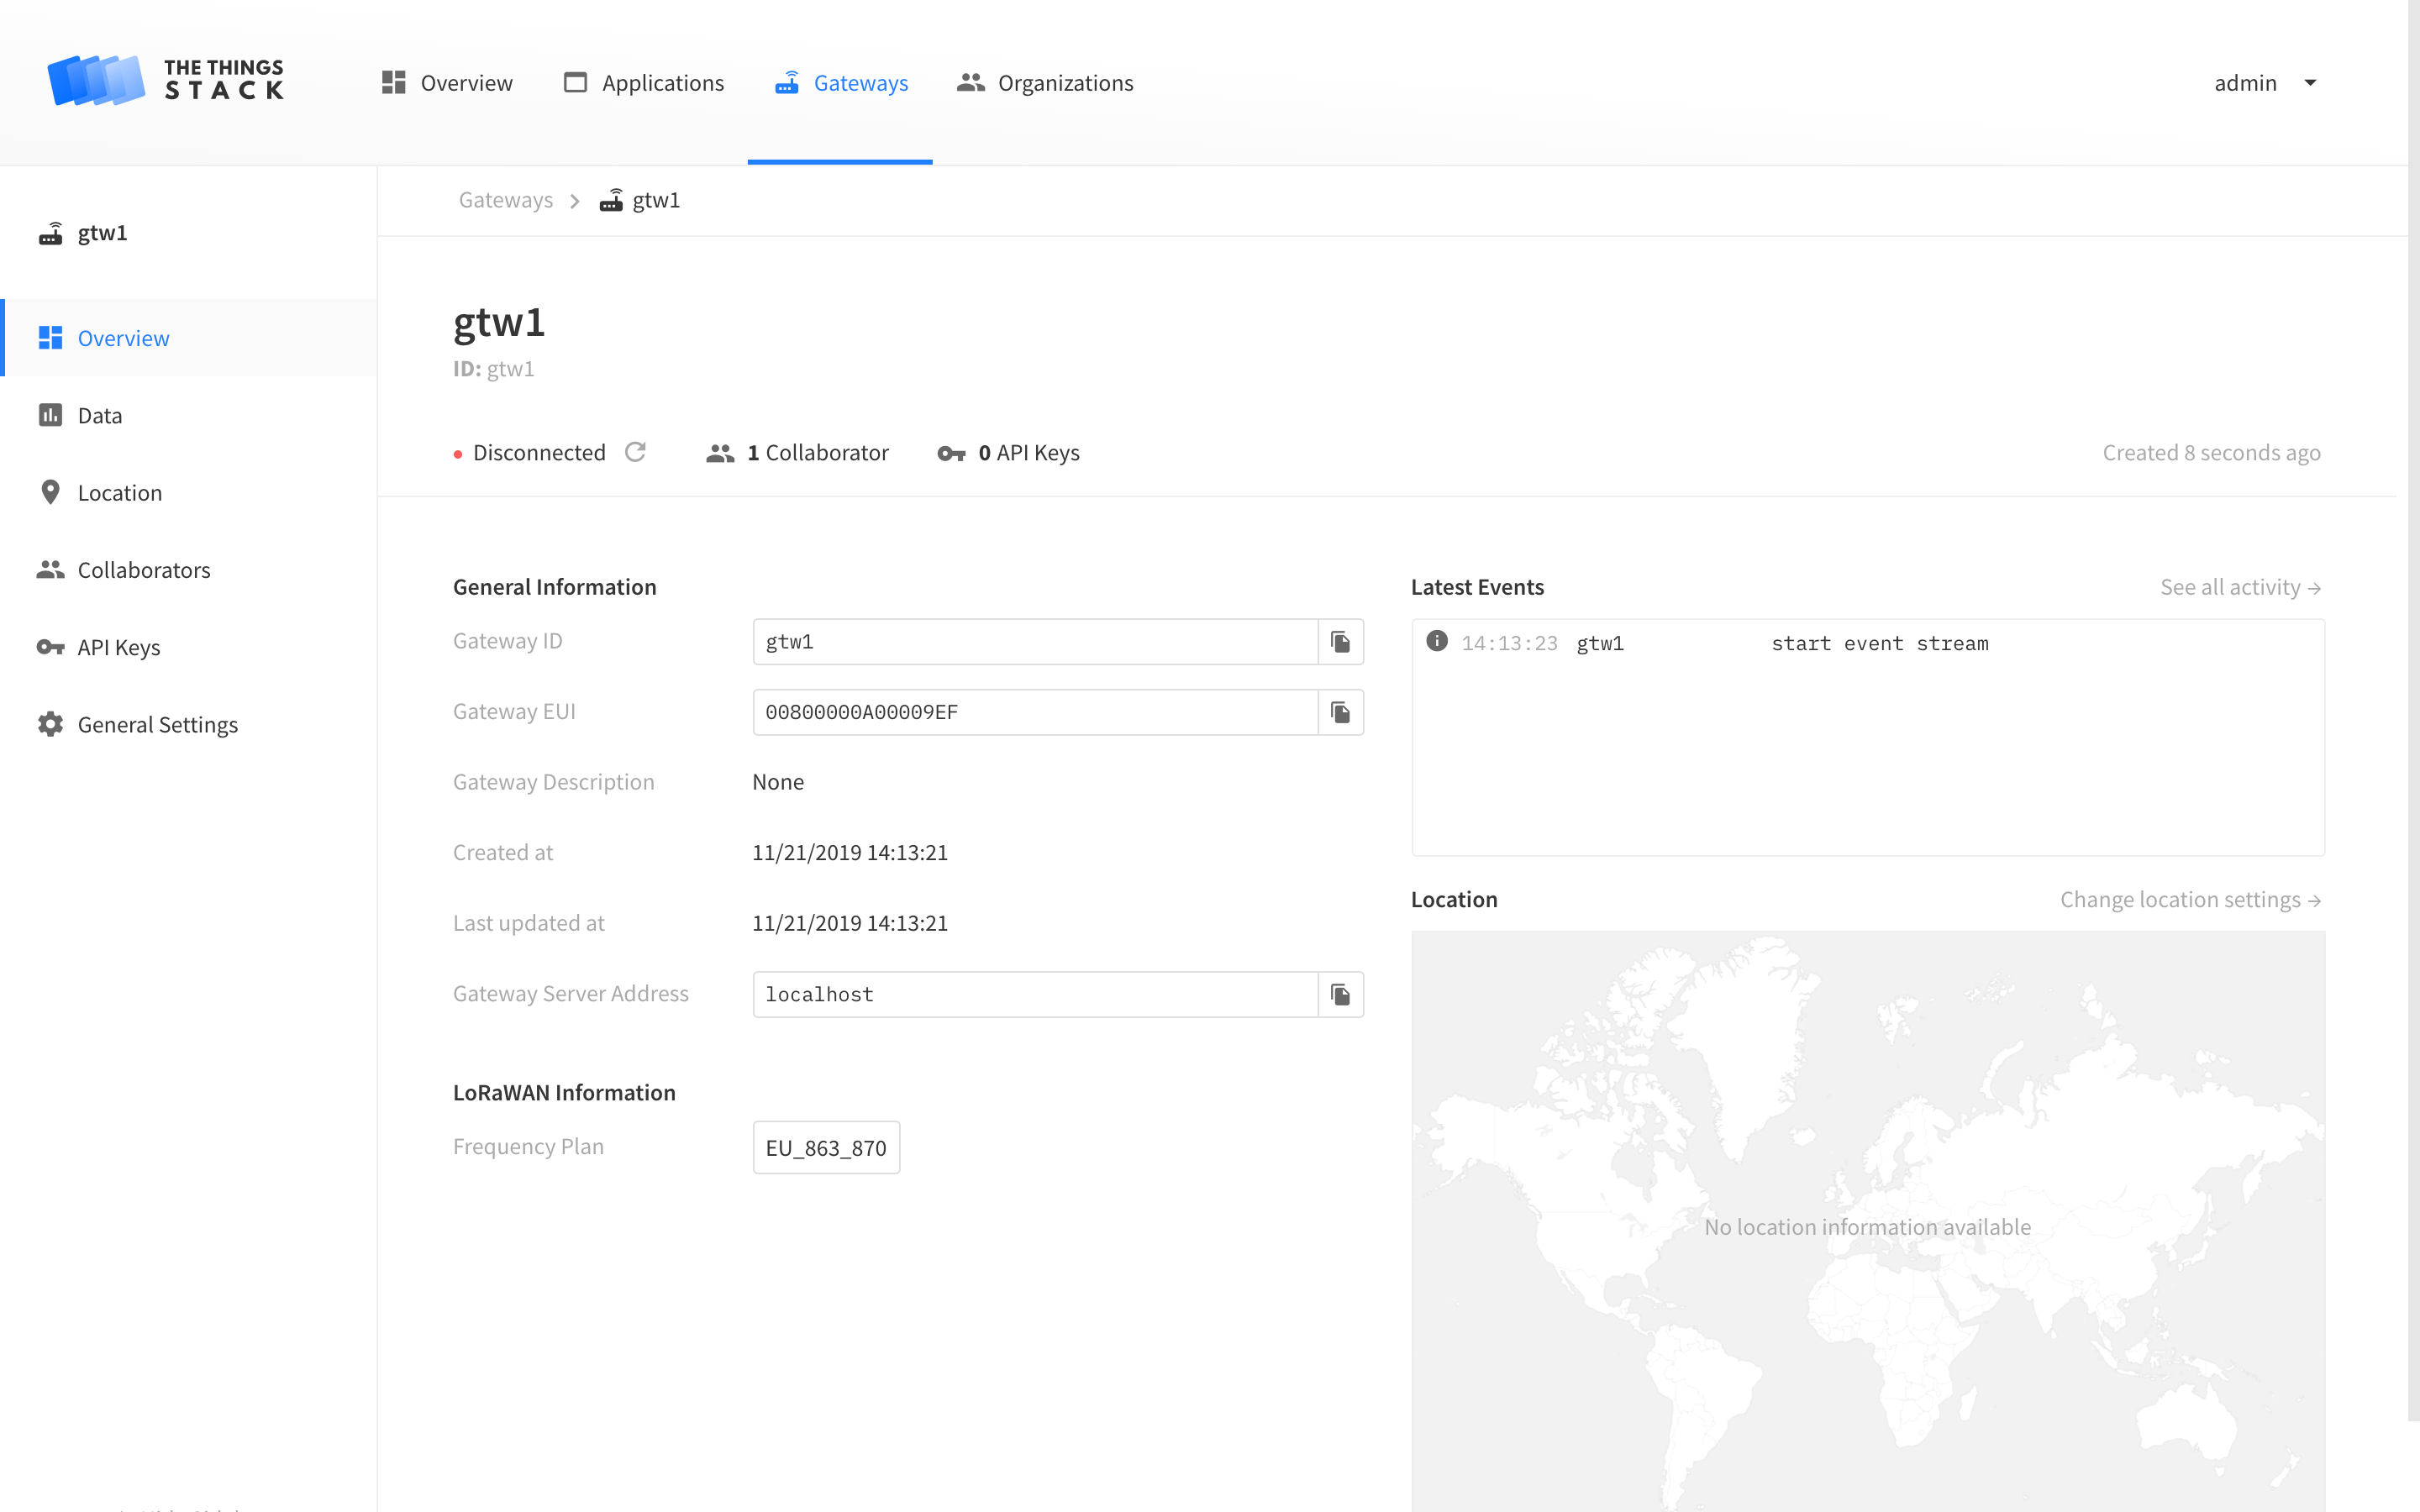 THE THINGS
STACK
Overview
Applications
Gateways
Organizations
admin
gtw1
Overview
Data
Location
Collaborators
API Keys
General Settings
Gateways
gtw1
gtw1
ID: gtw1
Disconnected
1 Collaborator
0 API Keys
Created 8 seconds ago
General Information
Gateway ID
gtw1
Gateway EUI
00800000A00009EF
Gateway Description
None
Created at
11/21/2019 14:13:21
Last updated at
11/21/2019 14:13:21
Gateway Server Address
localhost
LoRaWAN Information
Frequency Plan
EU_863_870
Latest Events
See all activity →
14:13:23 gtw1 start event stream
Location
Change location settings →
No location information available